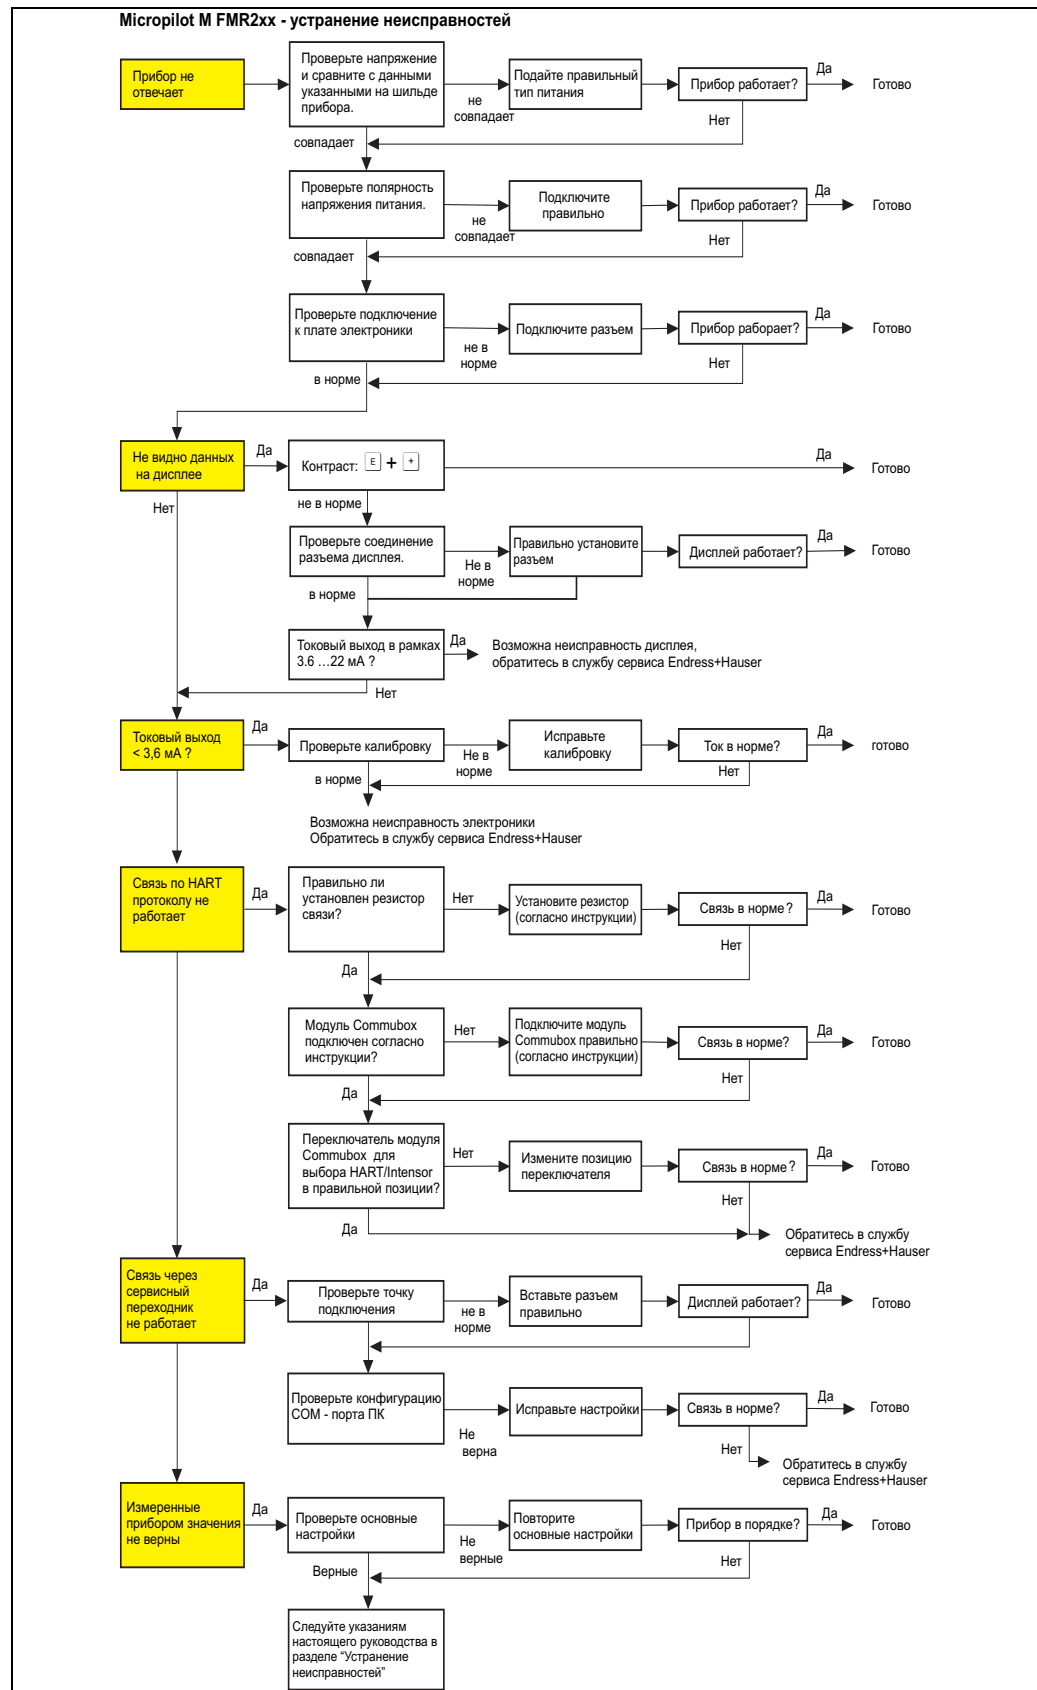 Micropilot M FMR2xx - устранение неисправностей
Прибор не
отвечает
Проверьте напряжение
и сравните с данными
указанными на шильде
прибора.
не
совпадает
Подайте правильный
тип питания
Прибор работает?
Да
Готово
Нет
совпадает
Проверьте полярность
напряжения питания.
не
совпадает
Подключите
правильно
Прибор работает?
Да
Готово
Нет
совпадает
Проверьте подключение
к плате электроники
не в
норме
Подключите разъем
Прибор раборает?
Да
Готово
Нет
в норме
Не видно данных
на дисплее
Да
Контраст: E + +
Да
Готово
Нет
не в норме
Проверьте соединение
разъема дисплея.
Не в
норме
Правильно установите
разъем
Дисплей работает?
Да
Готово
в норме
Токовый выход в рамках
3.6 …22 мА ?
Да
Возможна неисправность дисплея,
обратитесь в службу сервиса Endress+Hauser
Нет
Токовый выход
< 3,6 мА ?
Да
Проверьте калибровку
Не в
норме
Исправьте
калибровку
Ток в норме?
Да
готово
Нет
в норме
Возможна неисправность электроники
Обратитесь в службу сервиса Endress+Hauser
Связь по HART
протоколу не
работает
Да
Правильно ли
установлен резистор
связи?
Нет
Установите резистор
(согласно инструкции)
Связь в норме?
Да
Готово
Нет
Да
Модуль Commubox
подключен согласно
инструкции?
Нет
Подключите модуль
Commubox правильно
(согласно инструкции)
Связь в норме?
Да
Готово
Нет
Да
Переключатель модуля
Commubox для
выбора HART/Intensor
в правильной позиции?
Нет
Измените позицию
переключателя
Связь в норме ?
Да
Готово
Нет
Да
Обратитесь в службу
сервиса Endress+Hauser
Связь через
сервисный
переходник
не работает
Да
Проверьте точку
подключения
не в
норме
Вставьте разъем
правильно
Дисплей работает?
Да
Готово
Проверьте конфигурацию
COM - порта ПК
Не
верна
Исправьте настройки
Связь в норме?
Да
Готово
Нет
Обратитесь в службу
сервиса Endress+Hauser
Измеренные
прибором значения
не верны
Да
Проверьте основные
настройки
Не
верные
Повторите
основные настройки
Прибор в порядке?
Да
Готово
Нет
Верные
Следуйте указаниям
настоящего руководства в
разделе “Устранение
неисправностей”